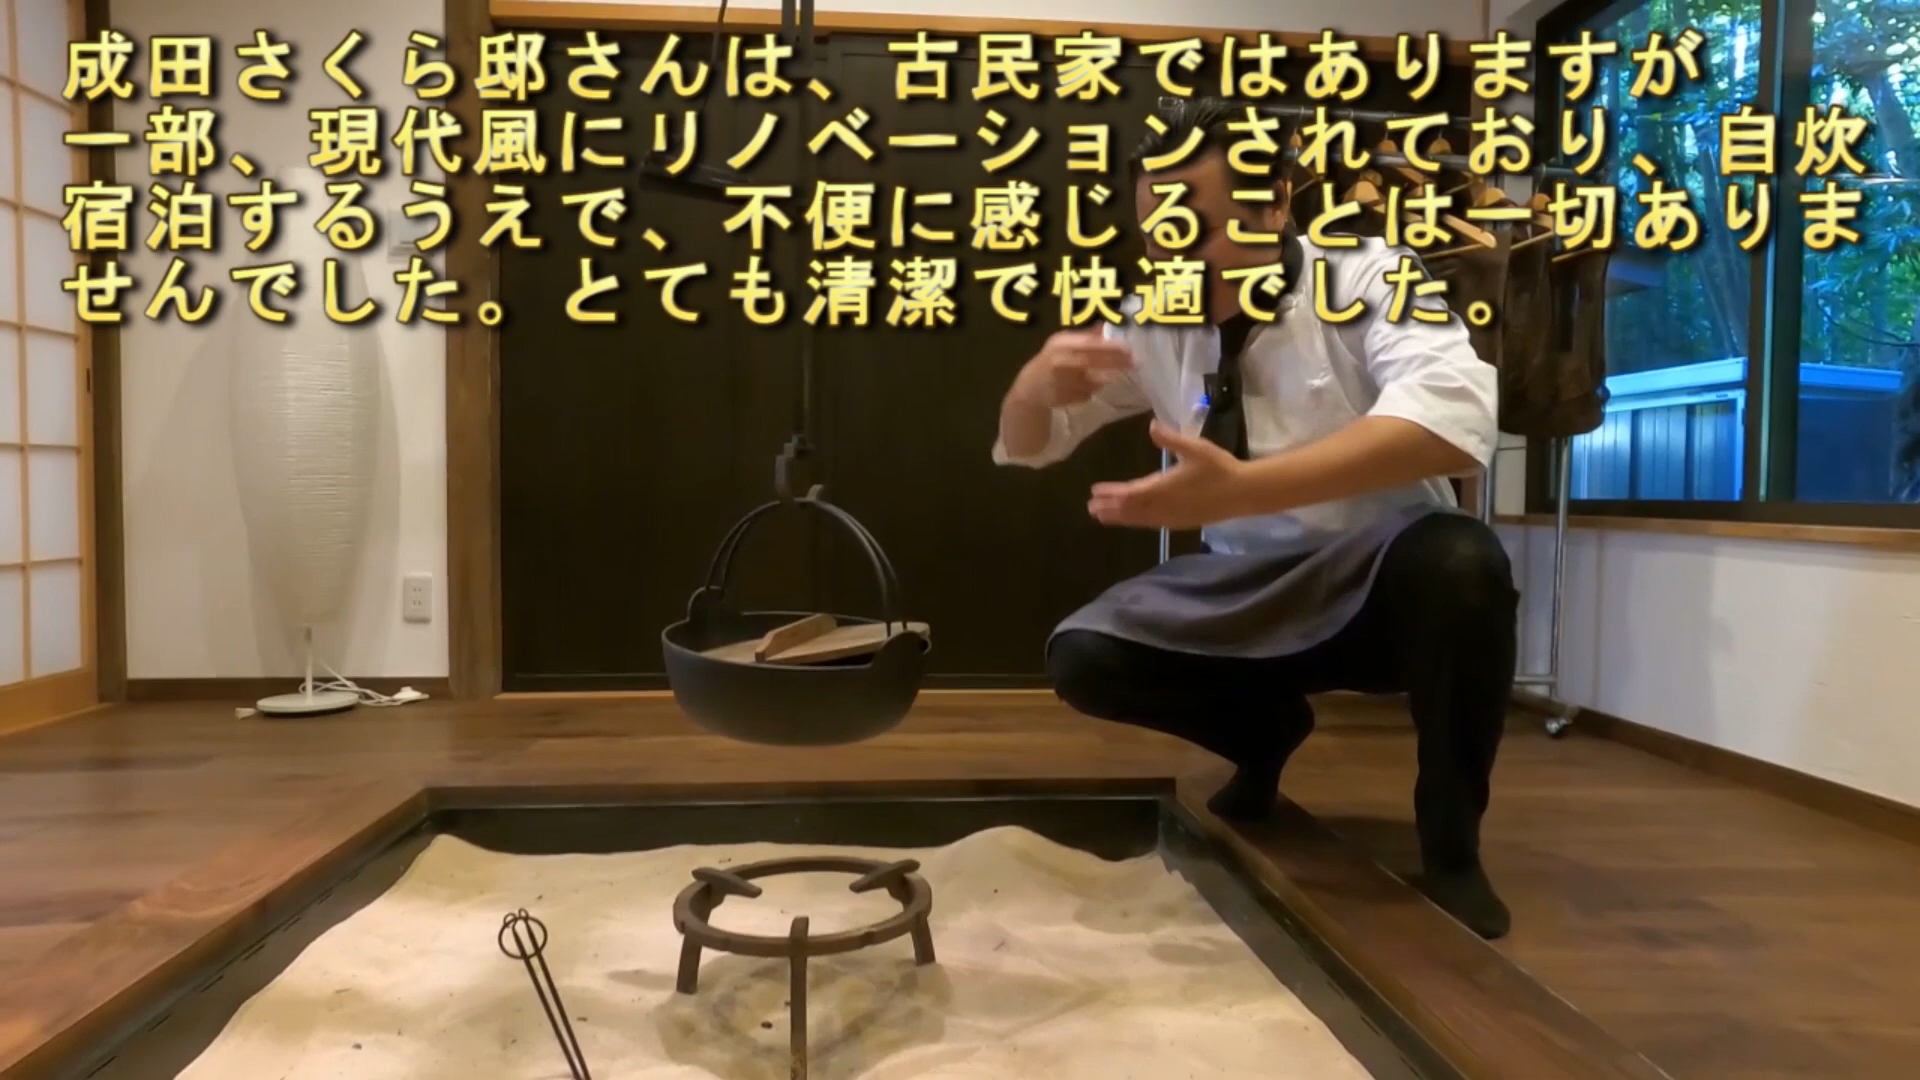 成田さくら邸さんは、古民家ではありますが
一部、現代風にリノベーションされており、自炊
宿泊するうえで、不便に感じることは一切ありま
せんでした。とても清潔で快適でした。